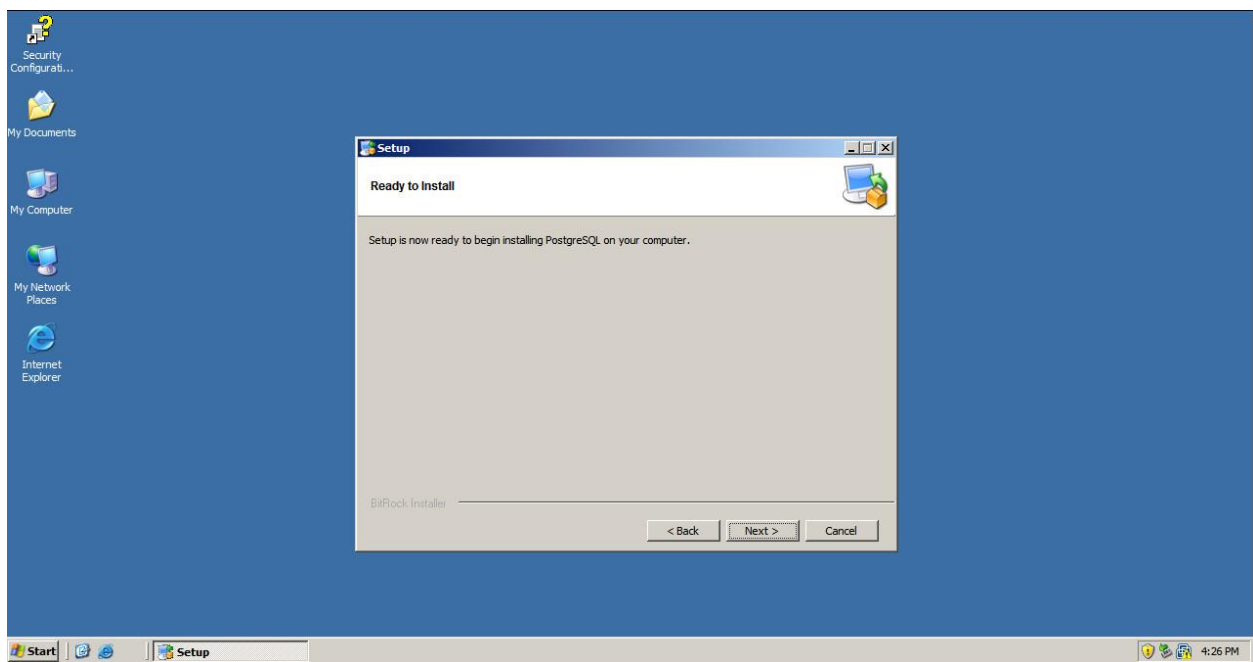 Security
Configurati...
My Documents
My Computer
My Network
Places
Internet
Explorer
Setup
Ready to Install
Setup is now ready to begin installing PostgreSQL on your computer.
BitRock Installer
< Back
Next >
Cancel
Start
Setup
4:26 PM